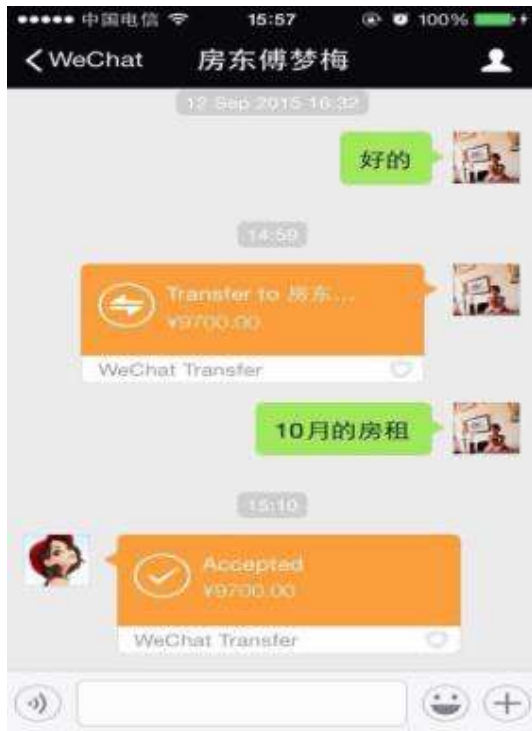 中国电信 15:57 100%
WeChat 房东傅梦梅
12 Sep 2015 16:32
好的
14:59
Transfer to 房东...
¥9700.00
WeChat Transfer
10月的房租
15:10
Accepted
¥9700.00
WeChat Transfer